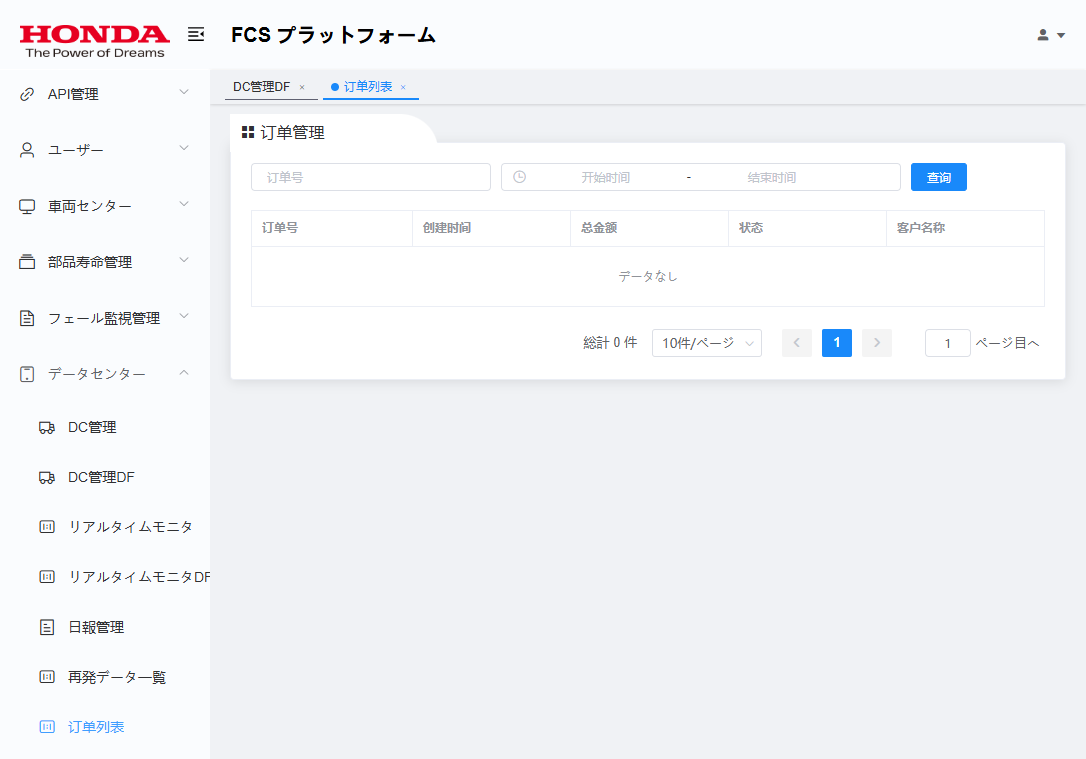 HONDA
The Power of Dreams
FCS プラットフォーム
API管理
ユーザー
車両センター
部品寿命管理
フェール監視管理
データセンター
DC管理
DC管理DF
リアルタイムモニタ
リアルタイムモニタDF
日報管理
再発データ一覧
订单列表
DC管理DF ×
订单列表 ×
订单管理
订单号 开始时间 - 结束时间 查询
订单号 创建时间 总金额 状态 客户名称
データなし
総計 0 件 10件/ページ < 1 > 1 ページ目へ